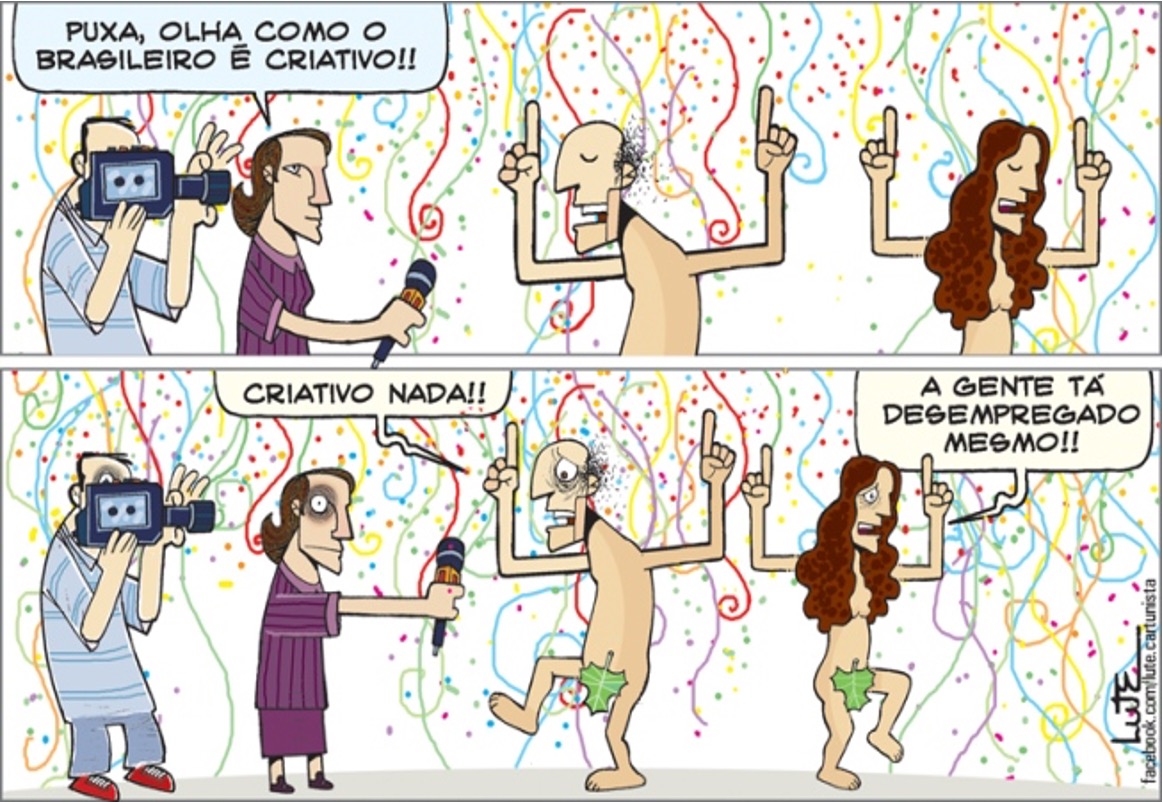 PUXA, OLHA COMO O
BRASILEIRO É CRIATIVO!!
CRIATIVO NADA!!
A GENTE TÁ
DESEMPREGADO
MESMO!!
LUTE
facebook.com/lute.cartunista